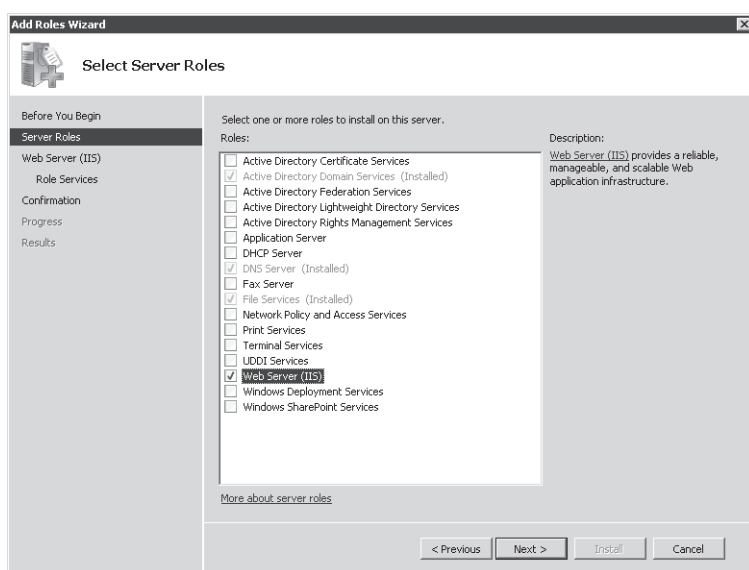 Add Roles Wizard
Select Server Roles
Before You Begin
Server Roles
Web Server (IIS)
Role Services
Confirmation
Progress
Results
Select one or more roles to install on this server.
Roles:
Active Directory Certificate Services
Active Directory Domain Services (Installed)
Active Directory Federation Services
Active Directory Lightweight Directory Services
Active Directory Rights Management Services
Application Server
DHCP Server
DNS Server (Installed)
Fax Server
File Services (Installed)
Network Policy and Access Services
Print Services
Terminal Services
UDDI Services
Web Server (IIS)
Windows Deployment Services
Windows SharePoint Services
More about server roles
Description:
Web Server (IIS) provides a reliable,
manageable, and scalable Web
application infrastructure.
< Previous
Next >
Install
Cancel